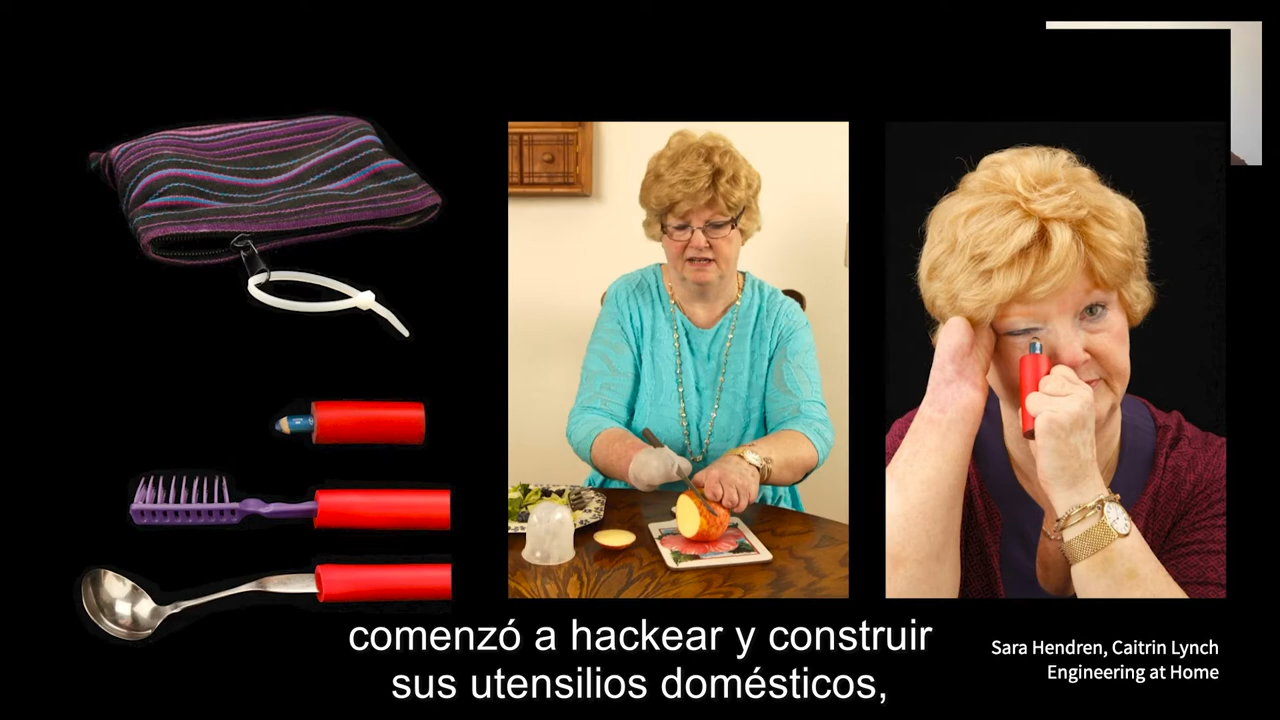 comenzó a hackear y construir
sus utensilios domésticos,
Sara Hendren, Caitrin Lynch
Engineering at Home